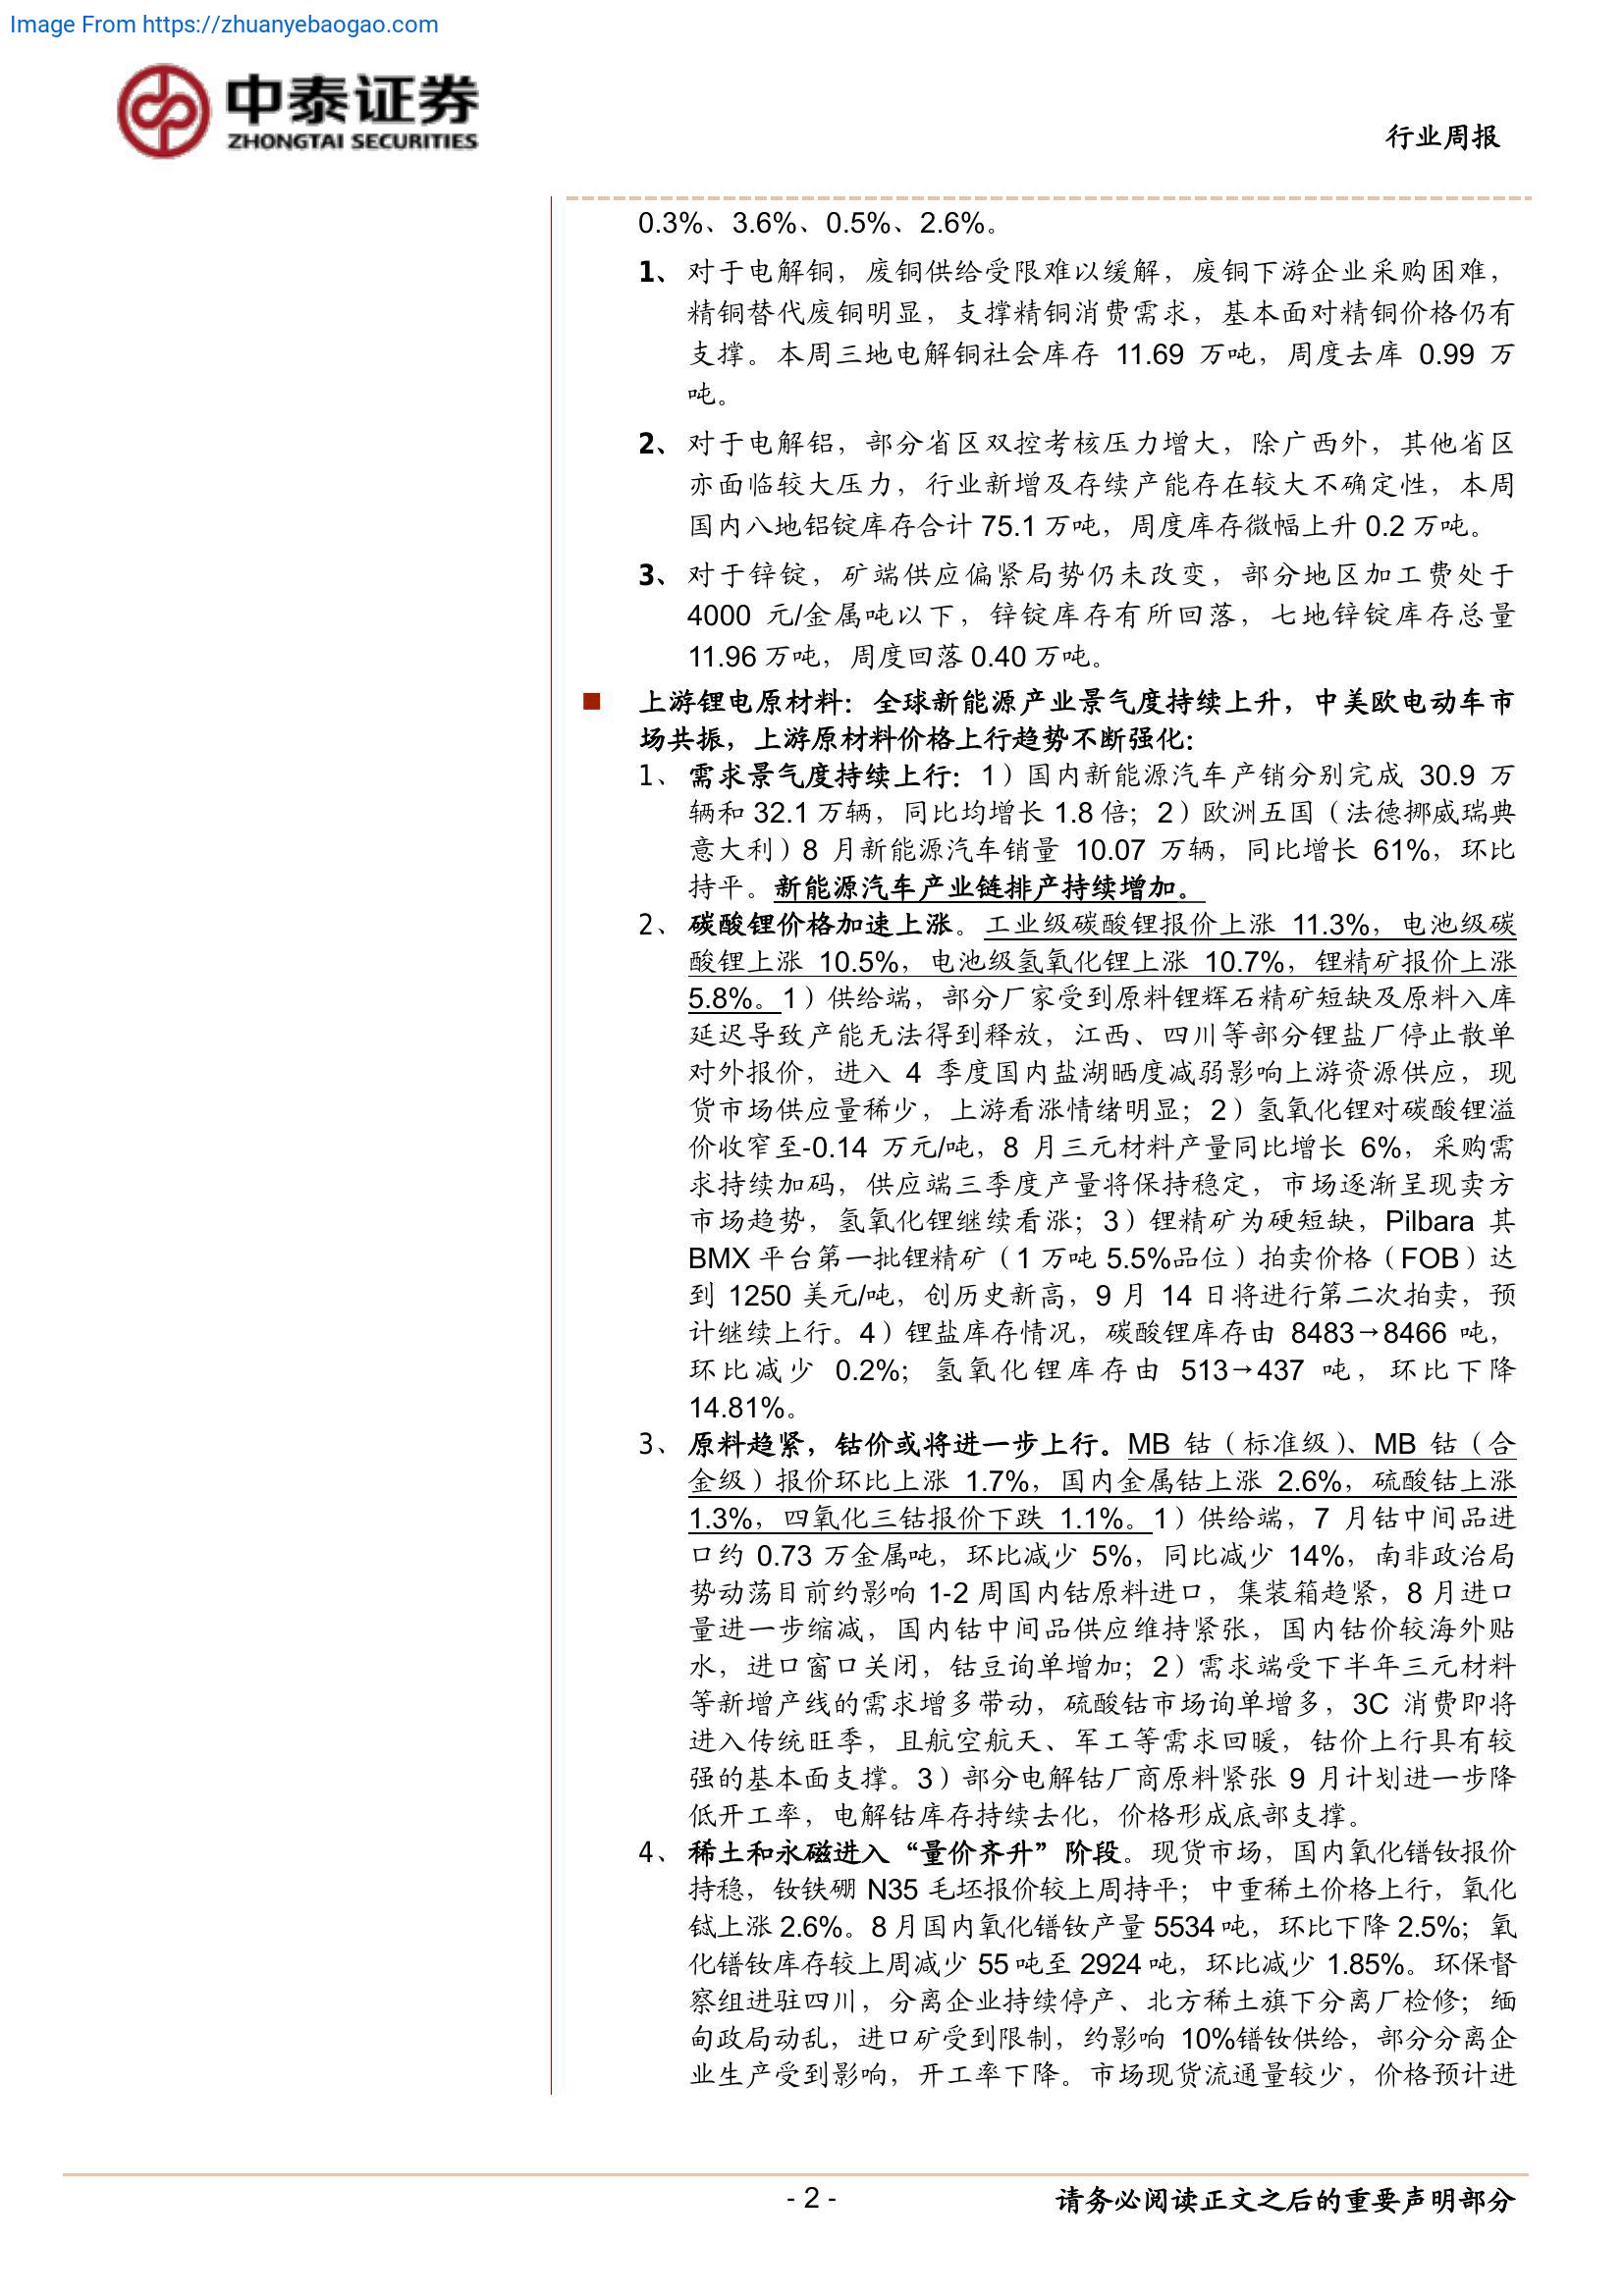 Image From https://zhuanyebaogao.com
中泰证券
ZHONGTAI SECURITIES
行业周报
0.3%、3.6%、0.5%、2.6%。
1、 对于电解铜，废铜供给受限难以缓解，废铜下游企业采购困难，
精铜替代废铜明显，支撑精铜消费需求，基本面对精铜价格仍有
支撑。本周三地电解铜社会库存 11.69 万吨，周度去库 0.99 万
吨。
2、 对于电解铝，部分省区双控考核压力增大，除广西外，其他省区
亦面临较大压力，行业新增及存续产能存在较大不确定性，本周
国内八地铝锭库存合计 75.1 万吨，周度库存微幅上升 0.2 万吨。
3、 对于锌锭，矿端供应偏紧局势仍未改变，部分地区加工费处于
4000 元/金属吨以下，锌锭库存有所回落，七地锌锭库存总量
11.96 万吨，周度回落 0.40 万吨。
■ 上游锂电原材料：全球新能源产业景气度持续上升，中美欧电动车市
场共振，上游原材料价格上行趋势不断强化：
1、 需求景气度持续上行：1）国内新能源汽车产销分别完成 30.9 万
辆和 32.1 万辆，同比均增长 1.8 倍；2）欧洲五国（法德挪威瑞典
意大利）8 月新能源汽车销量 10.07 万辆，同比增长 61%，环比
持平。新能源汽车产业链排产持续增加。
2、 碳酸锂价格加速上涨。工业级碳酸锂报价上涨 11.3%，电池级碳
酸锂上涨 10.5%，电池级氢氧化锂上涨 10.7%，锂精矿报价上涨
5.8%。1）供给端，部分厂家受到原料锂辉石精矿短缺及原料入库
延迟导致产能无法得到释放，江西、四川等部分锂盐厂停止散单
对外报价，进入 4 季度国内盐湖晒度减弱影响上游资源供应，现
货市场供应量稀少，上游看涨情绪明显；2）氢氧化锂对碳酸锂溢
价收窄至-0.14 万元/吨，8 月三元材料产量同比增长 6%，采购需
求持续加码，供应端三季度产量将保持稳定，市场逐渐呈现卖方
市场趋势，氢氧化锂继续看涨；3）锂精矿为硬短缺，Pilbara 其
BMX 平台第一批锂精矿（1 万吨 5.5%品位）拍卖价格（FOB）达
到 1250 美元/吨，创历史新高，9 月 14 日将进行第二次拍卖，预
计继续上行。4）锂盐库存情况，碳酸锂库存由 8483→8466 吨，
环比减少 0.2%；氢氧化锂库存由 513→437 吨，环比下降
14.81%。
3、 原料趋紧，钴价或将进一步上行。MB 钴（标准级）、MB 钴（合
金级）报价环比上涨 1.7%，国内金属钴上涨 2.6%，硫酸钴上涨
1.3%，四氧化三钴报价下跌 1.1%。1）供给端，7 月钴中间品进
口约 0.73 万金属吨，环比减少 5%，同比减少 14%，南非政治局
势动荡目前约影响 1-2 周国内钴原料进口，集装箱趋紧，8 月进口
量进一步缩减，国内钴中间品供应维持紧张，国内钴价较海外贴
水，进口窗口关闭，钴豆询单增加；2）需求端受下半年三元材料
等新增产线的需求增多带动，硫酸钴市场询单增多，3C 消费即将
进入传统旺季，且航空航天、军工等需求回暖，钴价上行具有较
强的基本面支撑。3）部分电解钴厂商原料紧张 9 月计划进一步降
低开工率，电解钴库存持续去化，价格形成底部支撑。
4、 稀土和永磁进入“量价齐升”阶段。现货市场，国内氧化镨钕报价
持稳，钕铁硼 N35 毛坯报价较上周持平；中重稀土价格上行，氧化
铽上涨 2.6%。8 月国内氧化镨钕产量 5534 吨，环比下降 2.5%；氧
化镨钕库存较上周减少 55 吨至 2924 吨，环比减少 1.85%。环保督
察组进驻四川，分离企业持续停产、北方稀土旗下分离厂检修；缅
甸政局动乱，进口矿受到限制，约影响 10%镨钕供给，部分分离企
业生产受到影响，开工率下降。市场现货流通量较少，价格预计进
- 2 -
请务必阅读正文之后的重要声明部分